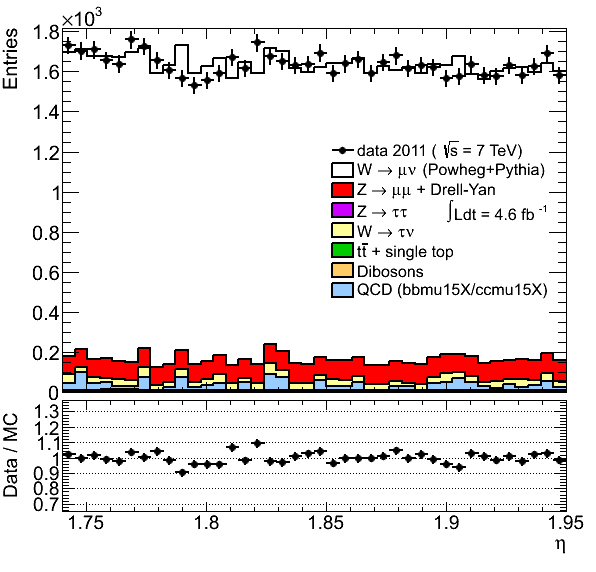 ×10³
Entries
1.8
1.6
1.4
1.2
1
0.8
0.6
0.4
0.2
0
data 2011 ( √s = 7 TeV)
W → μν (Powheg+Pythia)
Z → μμ + Drell-Yan
Z → ττ
∫Ldt = 4.6 fb⁻¹
W → τν
tt̄ + single top
Dibosons
QCD (bbmu15X/ccmu15X)
Data / MC
1.3
1.2
1.1
1
0.9
0.8
0.7
1.75 1.8 1.85 1.9 1.95
η